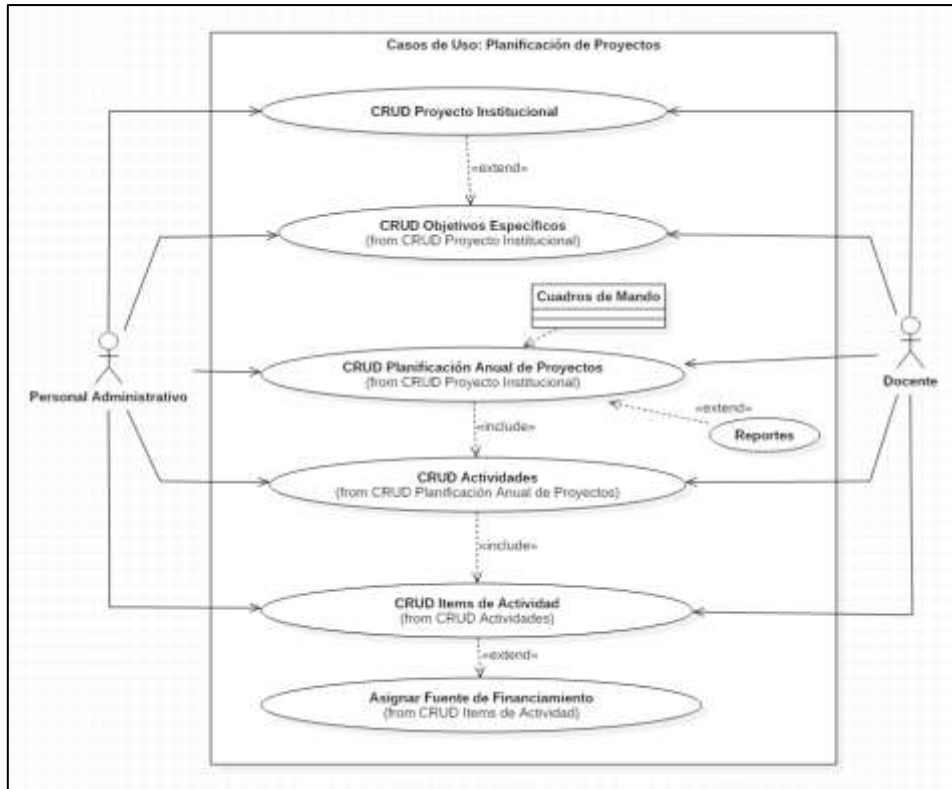 Casos de Uso: Planificación de Proyectos
CRUD Proyecto Institucional
«extend»
CRUD Objetivos Específicos
(from CRUD Proyecto Institucional)
Cuadros de Mando
CRUD Planificación Anual de Proyectos
(from CRUD Proyecto Institucional)
Personal Administrativo
Docente
«extend»
Reportes
«include»
CRUD Actividades
(from CRUD Planificación Anual de Proyectos)
«include»
CRUD Items de Actividad
(from CRUD Actividades)
«extend»
Asignar Fuente de Financiamiento
(from CRUD Items de Actividad)